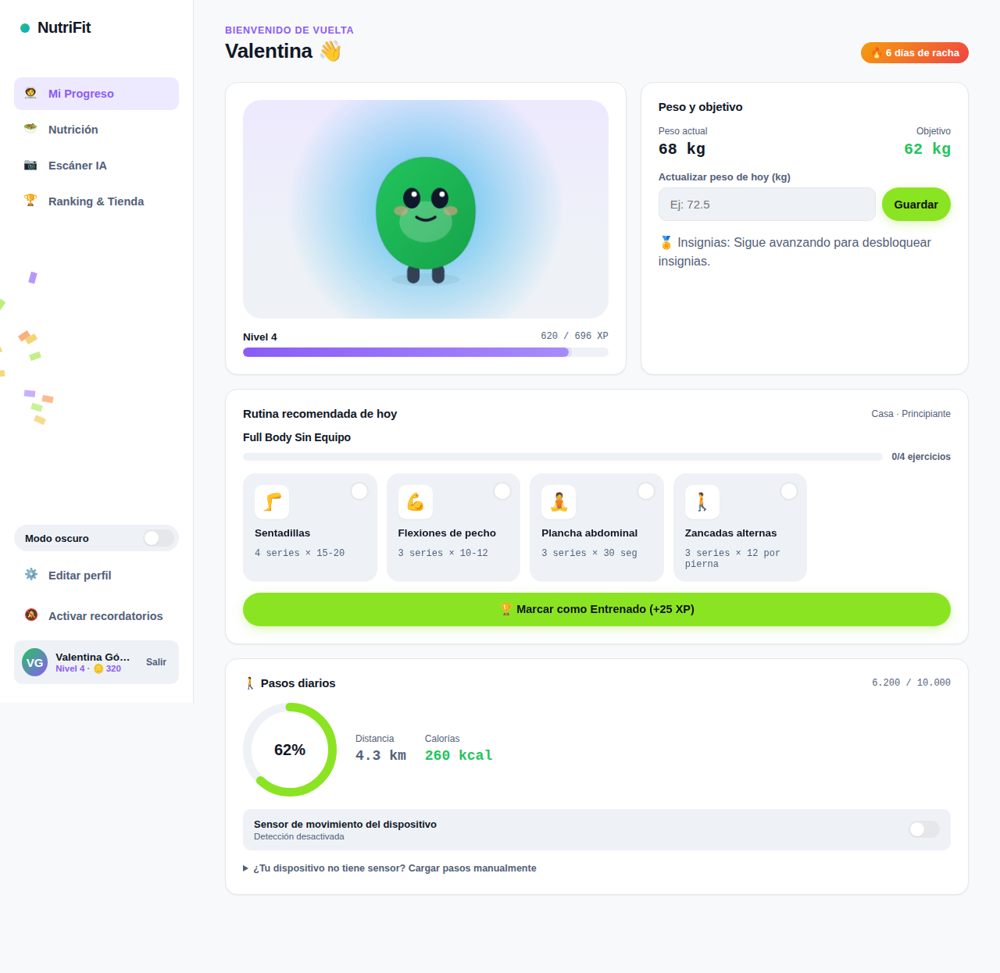 NutriFit
Mi Progreso
Nutrición
Escáner IA
Ranking & Tienda
Modo oscuro
Editar perfil
Activar recordatorios
VG
Valentina Gó...
Nivel 4 · 🪙 320
Salir
BIENVENIDO DE VUELTA
Valentina 👋
🔥 6 días de racha
Nivel 4
620 / 696 XP
Peso y objetivo
Peso actual
Objetivo
68 kg
62 kg
Actualizar peso de hoy (kg)
Ej: 72.5
Guardar
🏅 Insignias: Sigue avanzando para desbloquear
insignias.
Rutina recomendada de hoy
Casa · Principiante
Full Body Sin Equipo
0/4 ejercicios
Sentadillas
4 series × 15-20
Flexiones de pecho
3 series × 10-12
Plancha abdominal
3 series × 30 seg
Zancadas alternas
3 series × 12 por
pierna
🏆 Marcar como Entrenado (+25 XP)
🚶 Pasos diarios
6.200 / 10.000
62%
Distancia
4.3 km
Calorías
260 kcal
Sensor de movimiento del dispositivo
Detección desactivada
▶ ¿Tu dispositivo no tiene sensor? Cargar pasos manualmente